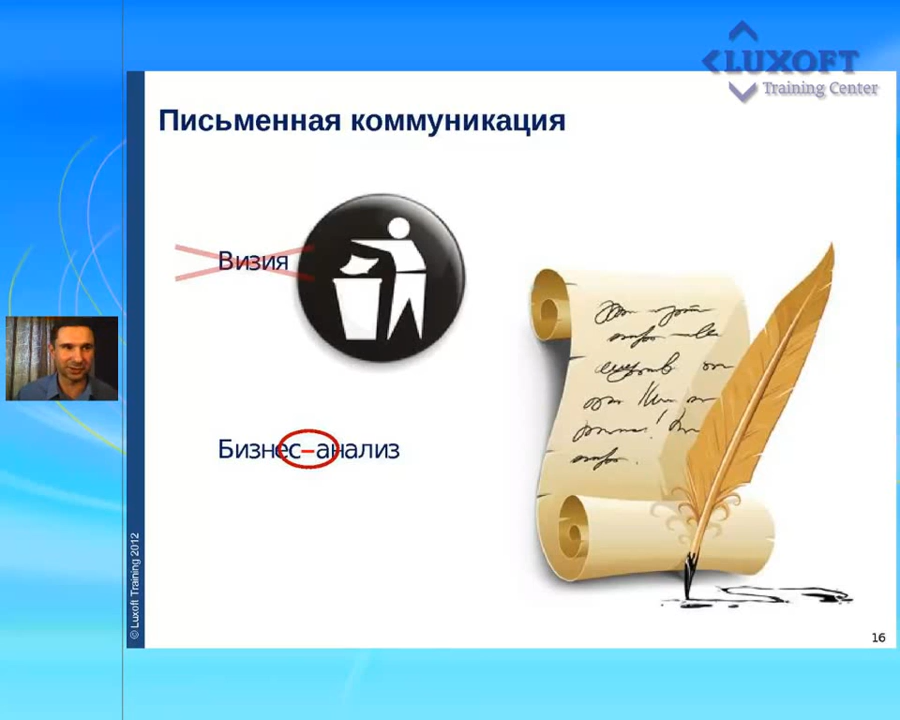 LUXOFT
Training Center
Письменная коммуникация
Визия
Бизнес-анализ
© Luxoft Training 2012
16